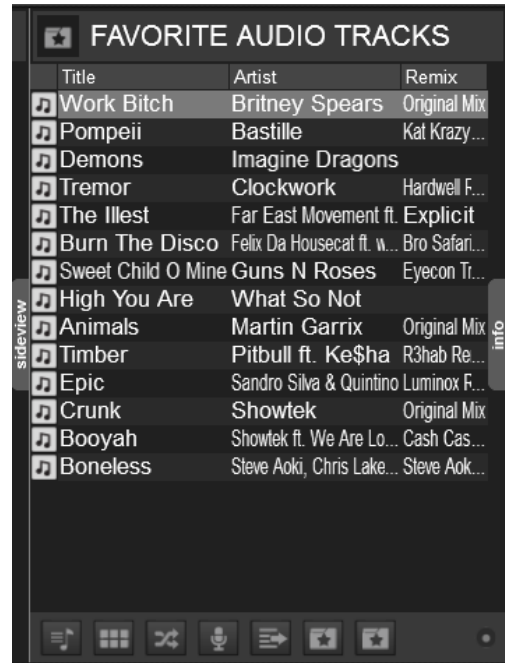 FAVORITE AUDIO TRACKS
Title Artist Remix
Work Bitch Britney Spears Original Mix
Pompeii Bastille Kat Krazy...
Demons Imagine Dragons
Tremor Clockwork Hardwell F...
The Illest Far East Movement ft. Explicit
Burn The Disco Felix Da Housecat ft. w... Bro Safari...
Sweet Child O Mine Guns N Roses Eyecon Tr...
High You Are What So Not
Animals Martin Garrix Original Mix
Timber Pitbull ft. Ke$ha R3hab Re...
Epic Sandro Silva & Quintino Luminox F...
Crunk Showtek Original Mix
Booyah Showtek ft. We Are Lo... Cash Cas...
Boneless Steve Aoki, Chris Lake... Steve Aok...
sideview
info